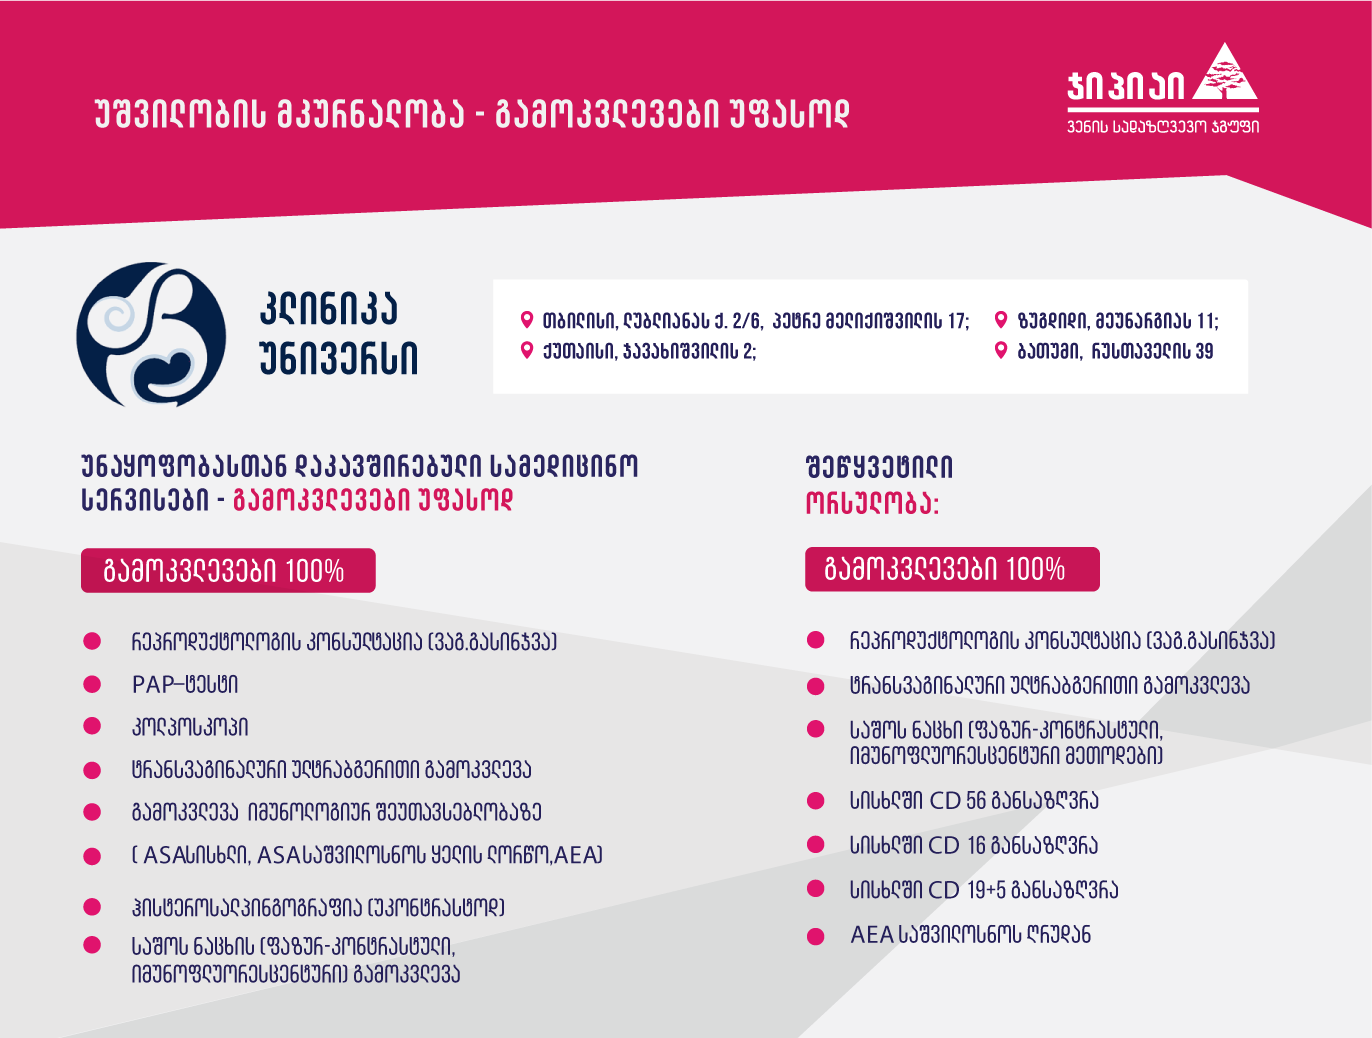 უშვილობის მკურნალობა - გამოკვლევები უფასოდ
ჯიპიაი
ვენის სადაზღვევო ჯგუფი
კლინიკა
უნივერსი
თბილისი, ლუბლიანას ქ. 2/6, პეტრე მელიქიშვილის 17;
ქუთაისი, ჯავახიშვილის 2;
ზუგდიდი, მეუნარგიას 11;
ბათუმი, რუსთაველის 39
უნაყოფობასთან დაკავშირებული სამედიცინო
სერვისები - გამოკვლევები უფასოდ
გამოკვლევები 100%
რეპროდუქტოლოგის კონსულტაცია (ვაგ.გასინჯვა)
PAP–ტესტი
კოლპოსკოპი
ტრანსვაგინალური ულტრაბგერითი გამოკვლევა
გამოკვლევა იმუნოლოგიურ შეუთავსებლობაზე
( ASAსისხლი, ASAსაშვილოსნოს ყელის ლორწო,AEA)
ჰისტეროსალპინგოგრაფია (უკონტრასტოდ)
საშოს ნაცხის (ფაზურ-კონტრასტული,
იმუნოფლუორესცენტური) გამოკვლევა
შეწყვეტილი
ორსულობა:
გამოკვლევები 100%
რეპროდუქტოლოგის კონსულტაცია (ვაგ.გასინჯვა)
ტრანსვაგინალური ულტრაბგერითი გამოკვლევა
საშოს ნაცხი (ფაზურ-კონტრასტული,
იმუნოფლუორესცენტური მეთოდები)
სისხლში CD 56 განსაზღვრა
სისხლში CD 16 განსაზღვრა
სისხლში CD 19+5 განსაზღვრა
AEA საშვილოსნოს ღრუდან